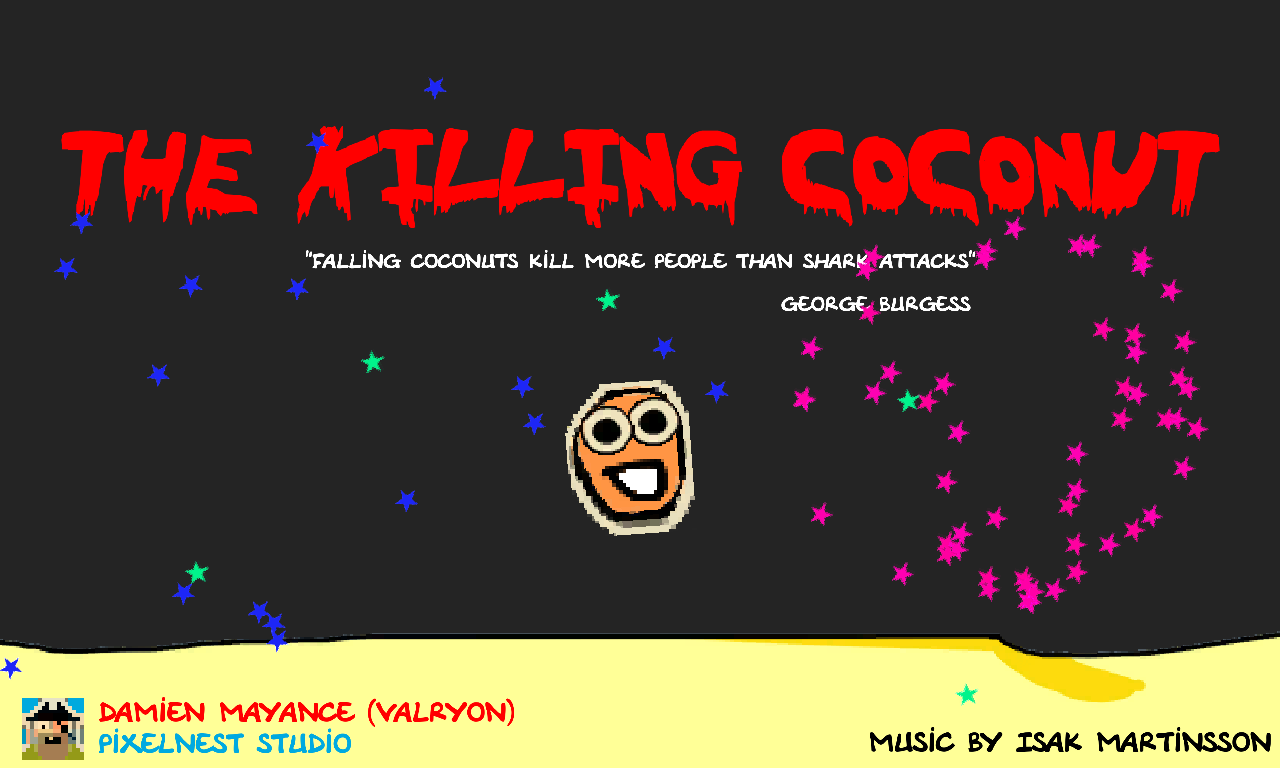 THE KILLING COCONUT
"FALLING COCONUTS KILL MORE PEOPLE THAN SHARK ATTACKS"
GEORGE BURGESS
DAMIEN MAYANCE (VALRYON)
PIXELNEST STUDIO
MUSIC BY ISAK MARTINSSON